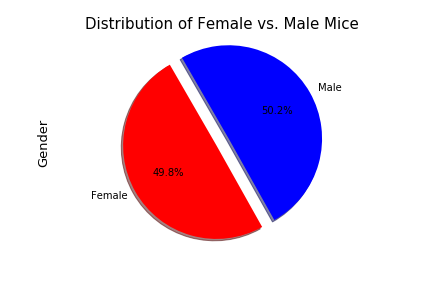 Distribution of Female vs. Male Mice
Male
50.2%
Gender
49.8%
Female